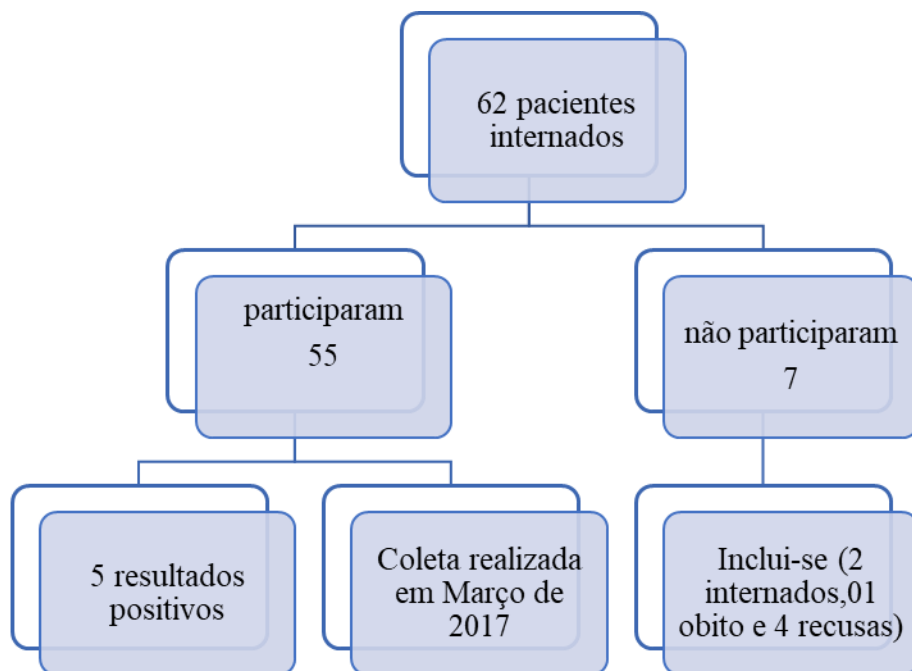 62 pacientes
internados
participaram
55
não participaram
7
5 resultados
positivos
Coleta realizada
em Março de
2017
Inclui-se (2
internados,01
obito e 4 recusas)